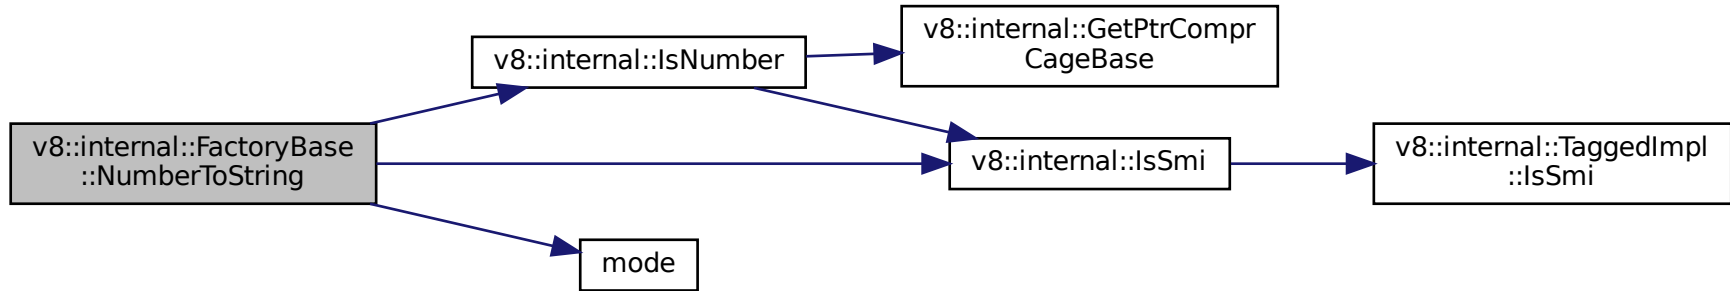 v8::internal::FactoryBase
::NumberToString
v8::internal::IsNumber
v8::internal::GetPtrCompr
CageBase
v8::internal::IsSmi
v8::internal::TaggedImpl
::IsSmi
mode